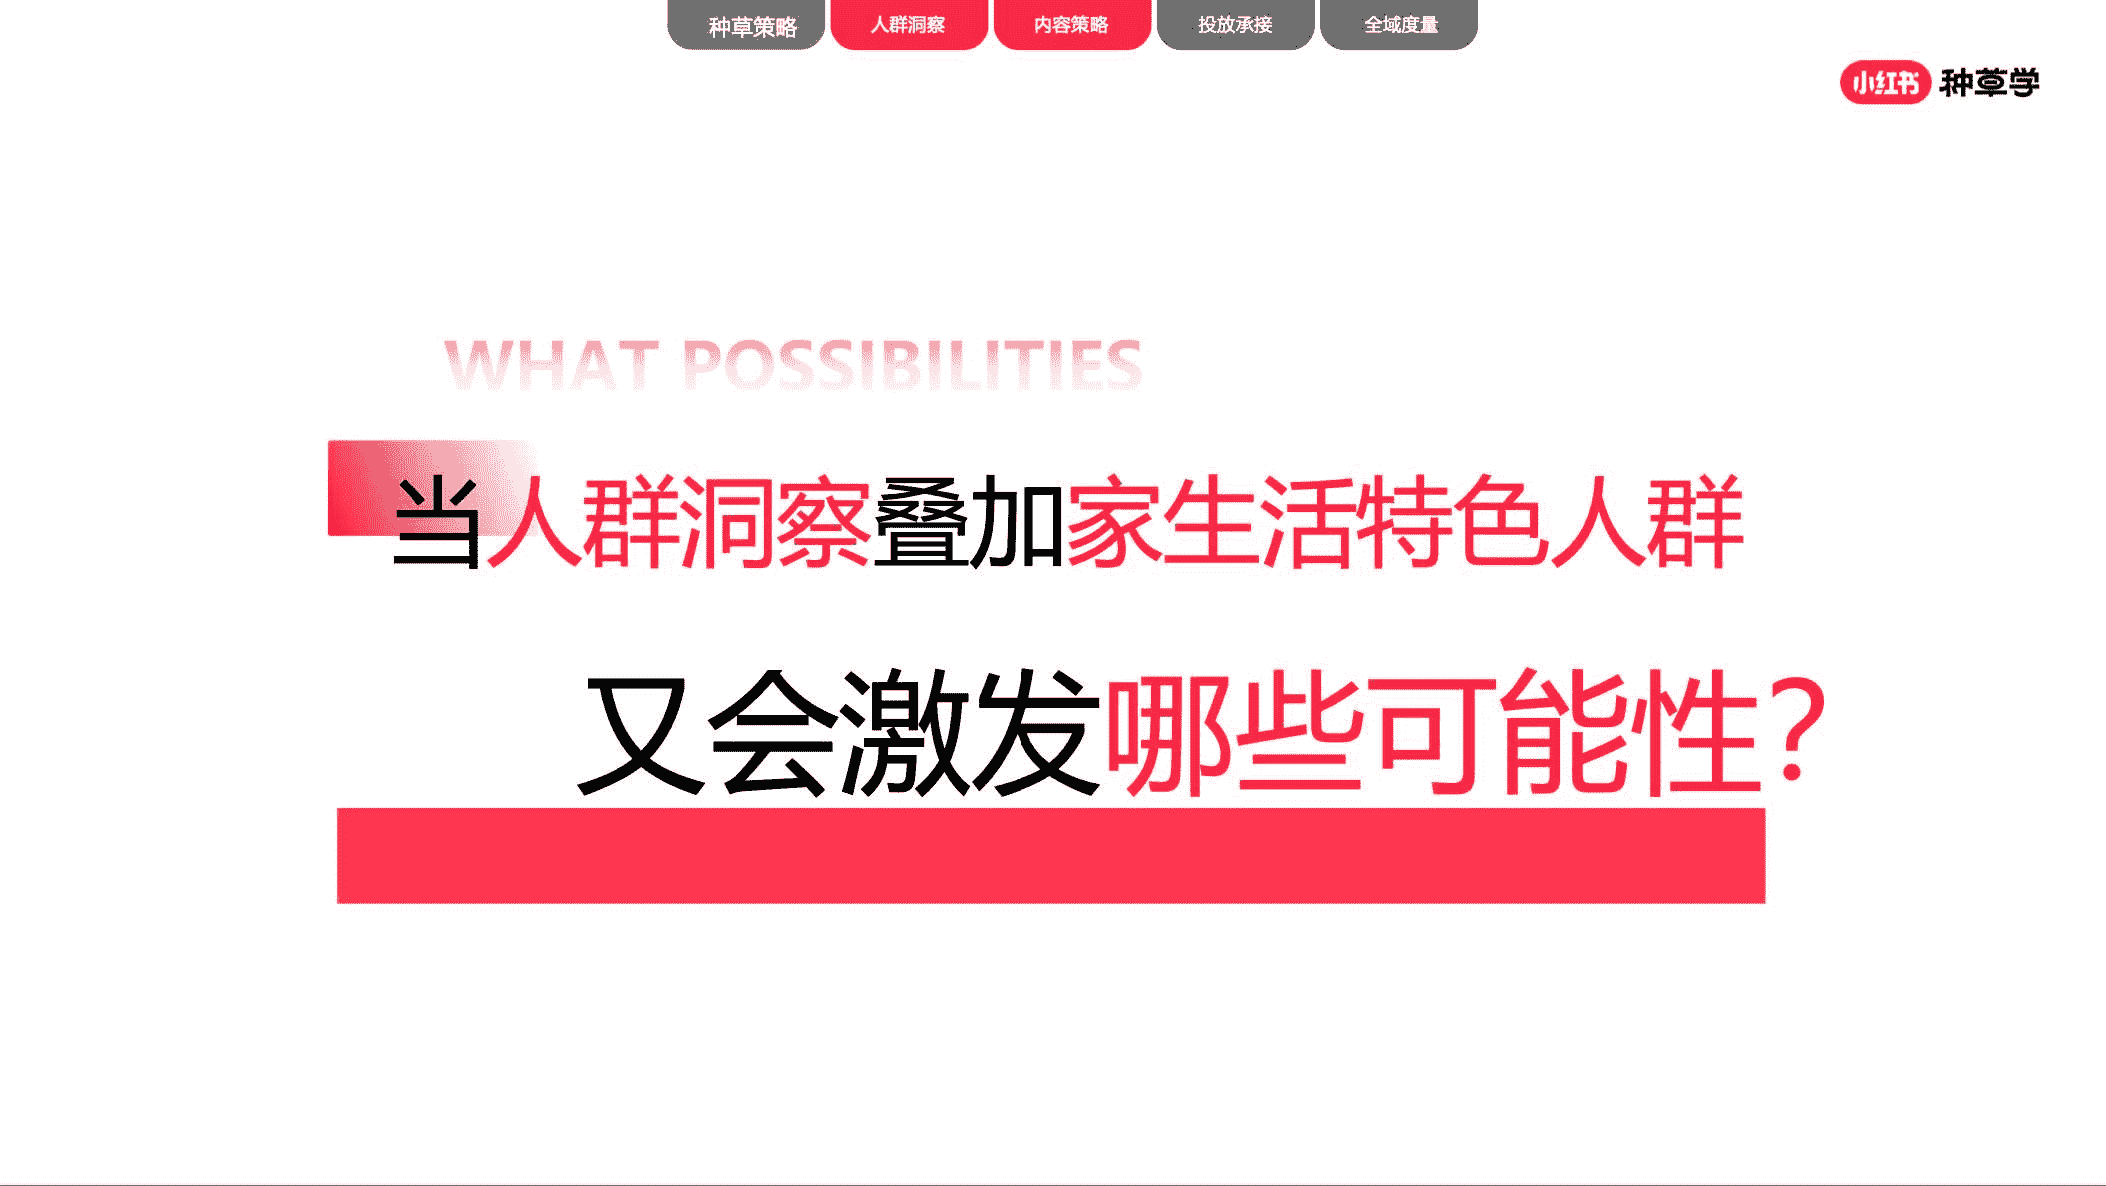 种草策略 人群洞察 内容策略 投放承接 全域度量
小红书 种草学
WHAT POSSIBILITIES
当人群洞察叠加家生活特色人群
又会激发哪些可能性？